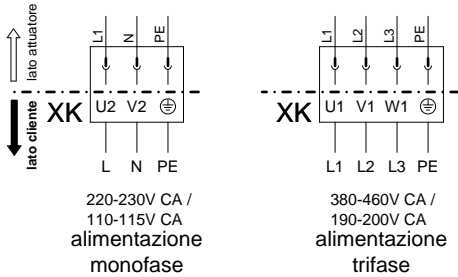 lato attuatore
lato cliente
L1 N PE
XK U2 V2
L N PE
220-230V CA /
110-115V CA
alimentazione
monofase
L1 L2 L3 PE
XK U1 V1 W1
L1 L2 L3 PE
380-460V CA /
190-200V CA
alimentazione
trifase